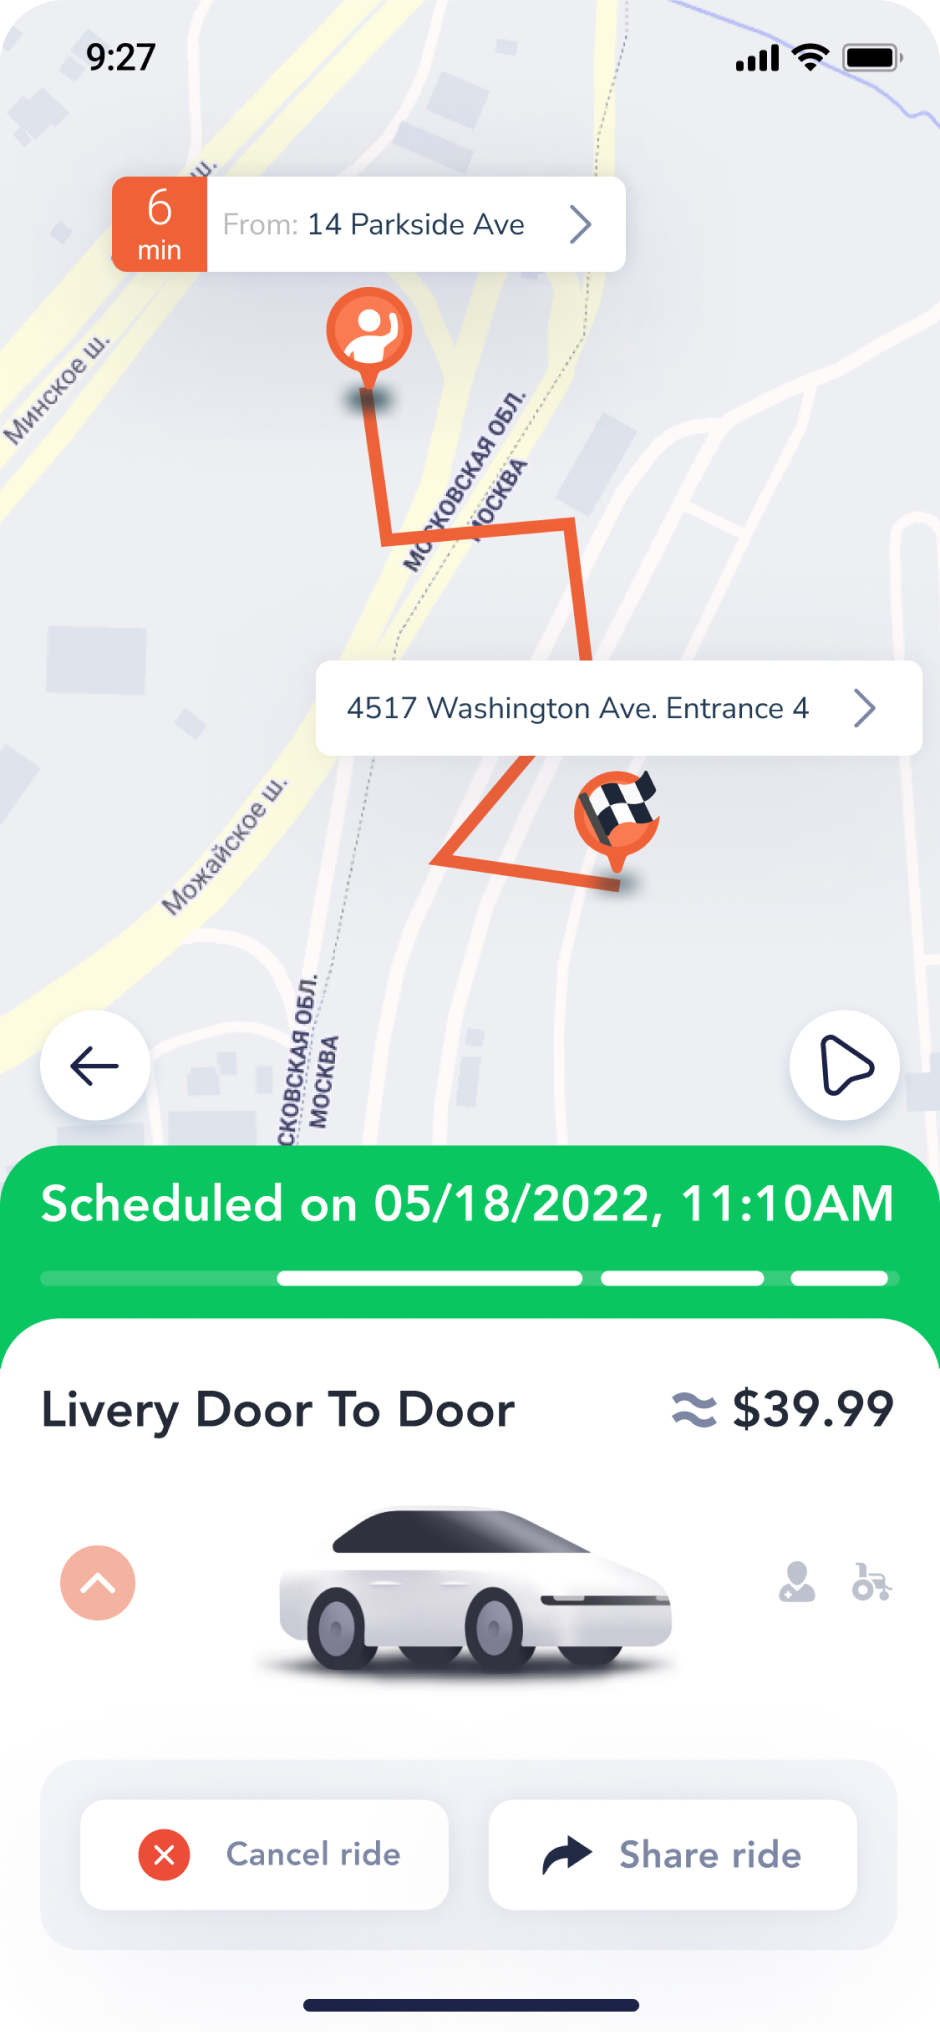 9:27
ш.
6
min
From: 14 Parkside Ave
Минское ш.
МОСКОВСКАЯ ОБЛ.
МОСКВА
4517 Washington Ave. Entrance 4
Можайское ш.
СКОВСКАЯ ОБЛ.
МОСКВА
Scheduled on 05/18/2022, 11:10AM
Livery Door To Door
≈ $39.99
Cancel ride
Share ride